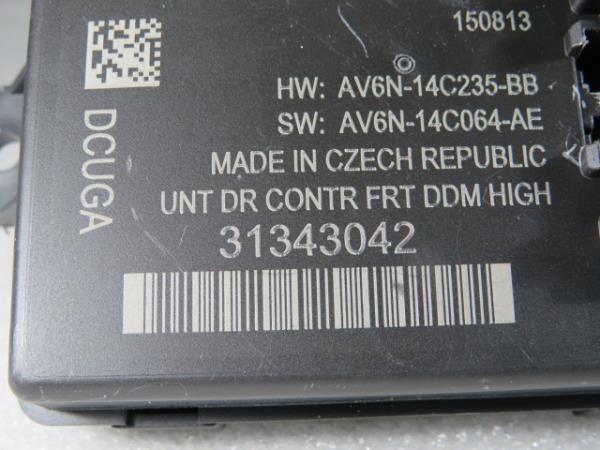 150813
HW: AV6N-14C235-BB
SW: AV6N-14C064-AE
MADE IN CZECH REPUBLIC
UNT DR CONTR FRT DDM HIGH
31343042
DCUGA